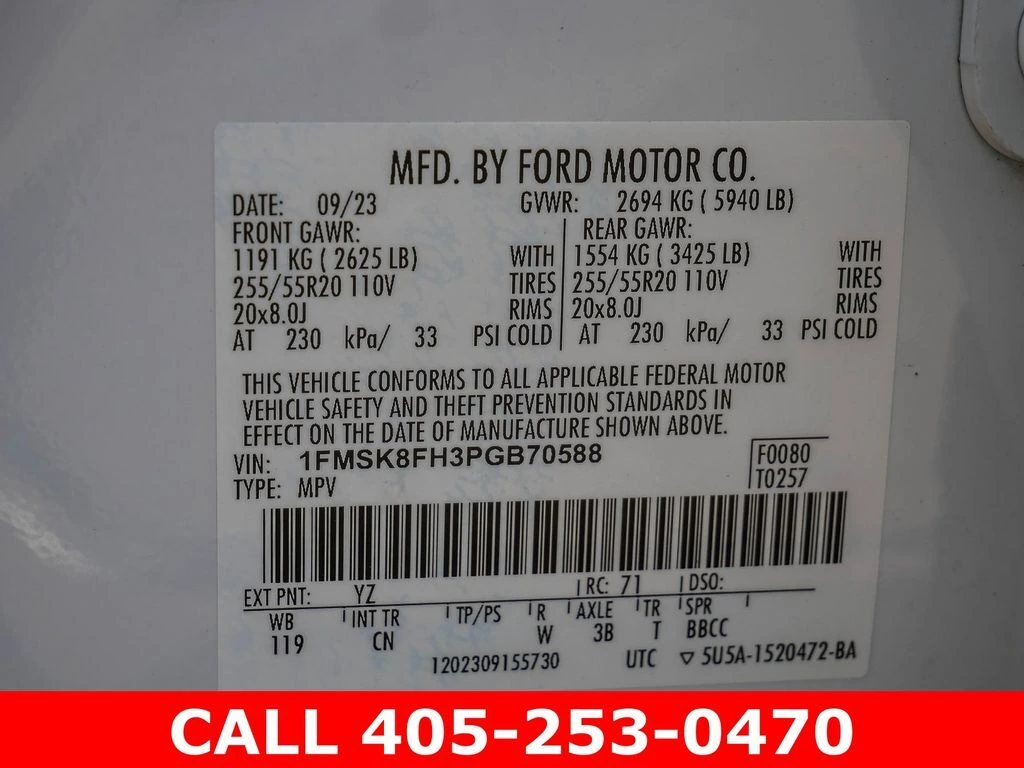 MFD. BY FORD MOTOR CO.
DATE: 09/23 GVWR: 2694 KG ( 5940 LB)
FRONT GAWR: REAR GAWR:
1191 KG ( 2625 LB) WITH 1554 KG ( 3425 LB) WITH
255/55R20 110V TIRES 255/55R20 110V TIRES
20x8.0J RIMS 20x8.0J RIMS
AT 230 kPa/ 33 PSI COLD AT 230 kPa/ 33 PSI COLD
THIS VEHICLE CONFORMS TO ALL APPLICABLE FEDERAL MOTOR
VEHICLE SAFETY AND THEFT PREVENTION STANDARDS IN
EFFECT ON THE DATE OF MANUFACTURE SHOWN ABOVE.
VIN: 1FMSK8FH3PGB70588 F0080
TYPE: MPV T0257
EXT PNT: YZ RC: 71 DSO:
WB INT TR TP/PS R AXLE TR SPR
119 CN W 3B T BBCC
1202309155730 UTC ▽ 5U5A-1520472-BA
CALL 405-253-0470